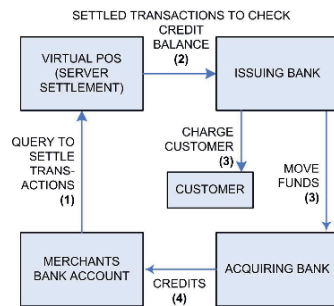 SETTLED TRANSACTIONS TO CHECK
CREDIT
BALANCE
(2)
VIRTUAL POS
(SERVER
SETTLEMENT)
ISSUING BANK
QUERY TO
SETTLE
TRANS-
ACTIONS
(1)
CHARGE
CUSTOMER
(3)
CUSTOMER
MOVE
FUNDS
(3)
MERCHANTS
BANK ACCOUNT
CREDITS
(4)
ACQUIRING BANK